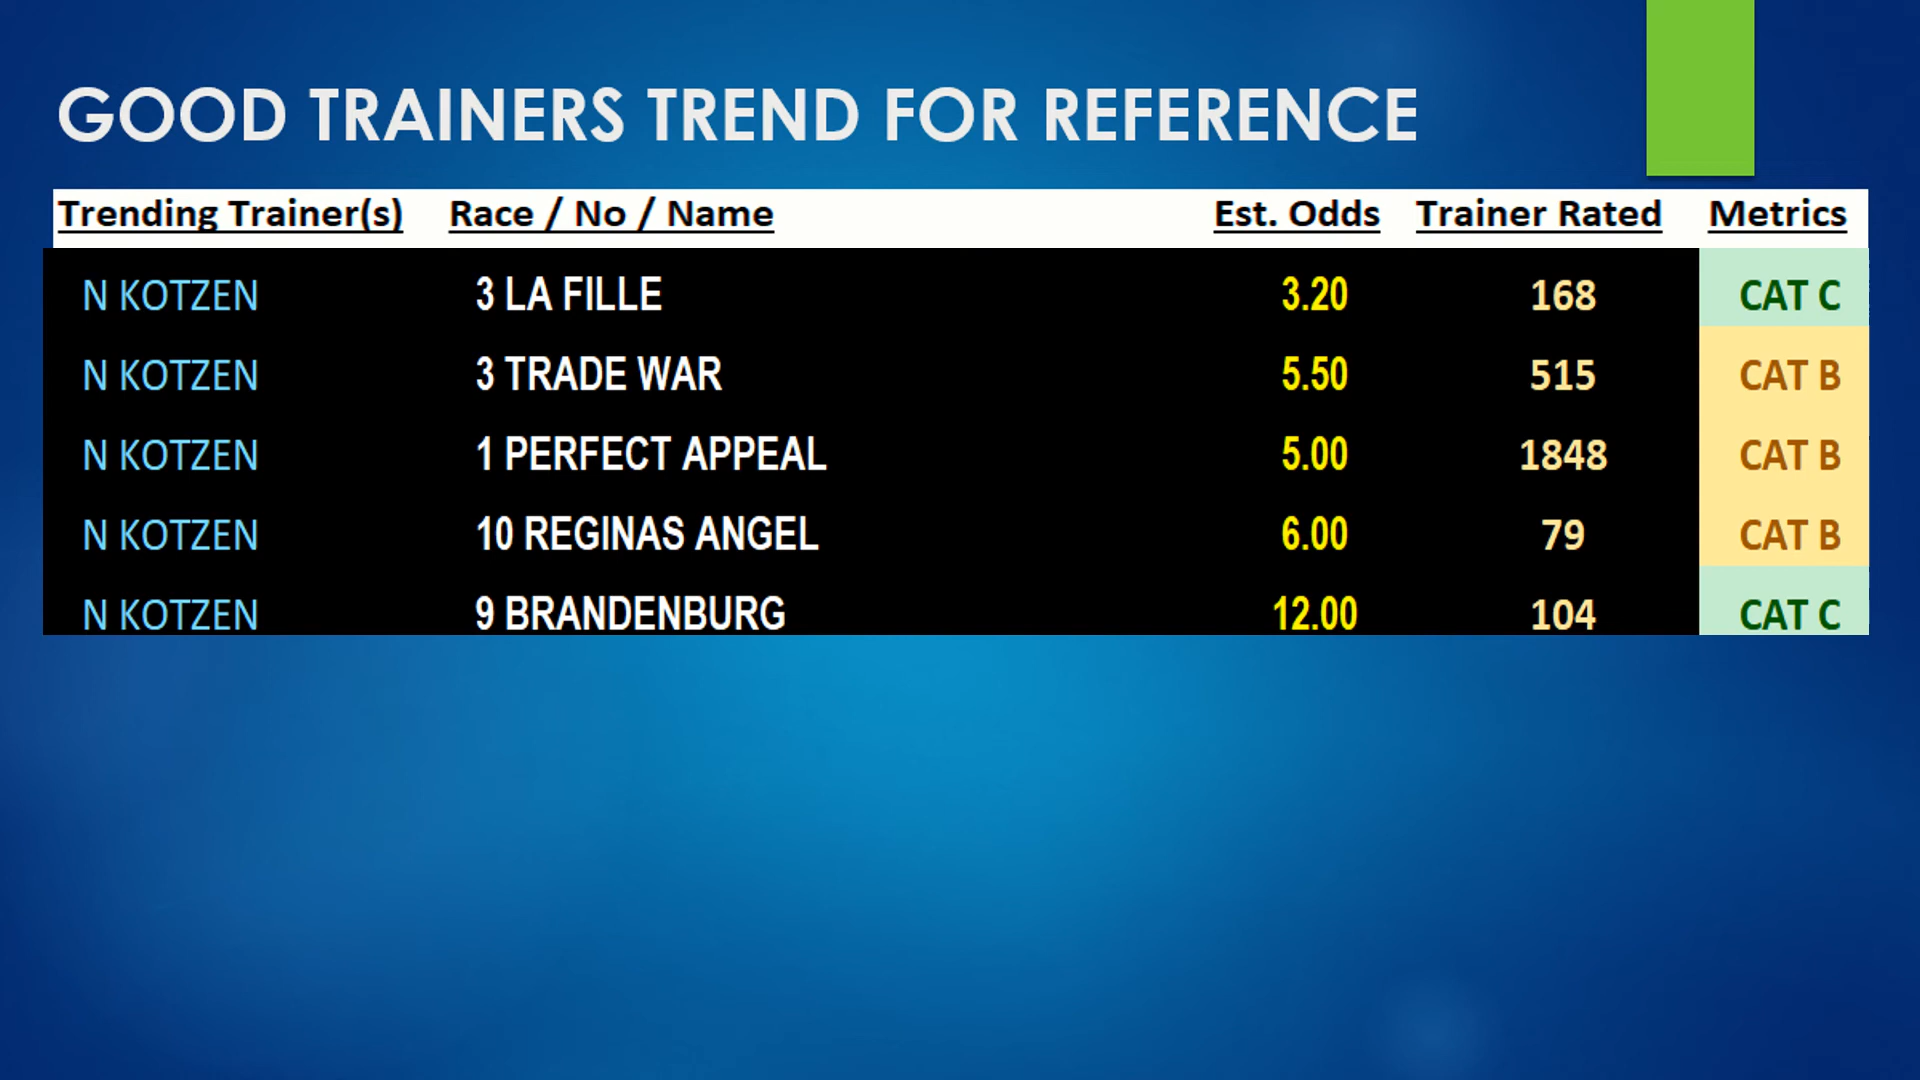 GOOD TRAINERS TREND FOR REFERENCE
Trending Trainer(s) Race / No / Name Est. Odds Trainer Rated Metrics
N KOTZEN 3 LA FILLE 3.20 168 CAT C
N KOTZEN 3 TRADE WAR 5.50 515 CAT B
N KOTZEN 1 PERFECT APPEAL 5.00 1848 CAT B
N KOTZEN 10 REGINAS ANGEL 6.00 79 CAT B
N KOTZEN 9 BRANDENBURG 12.00 104 CAT C